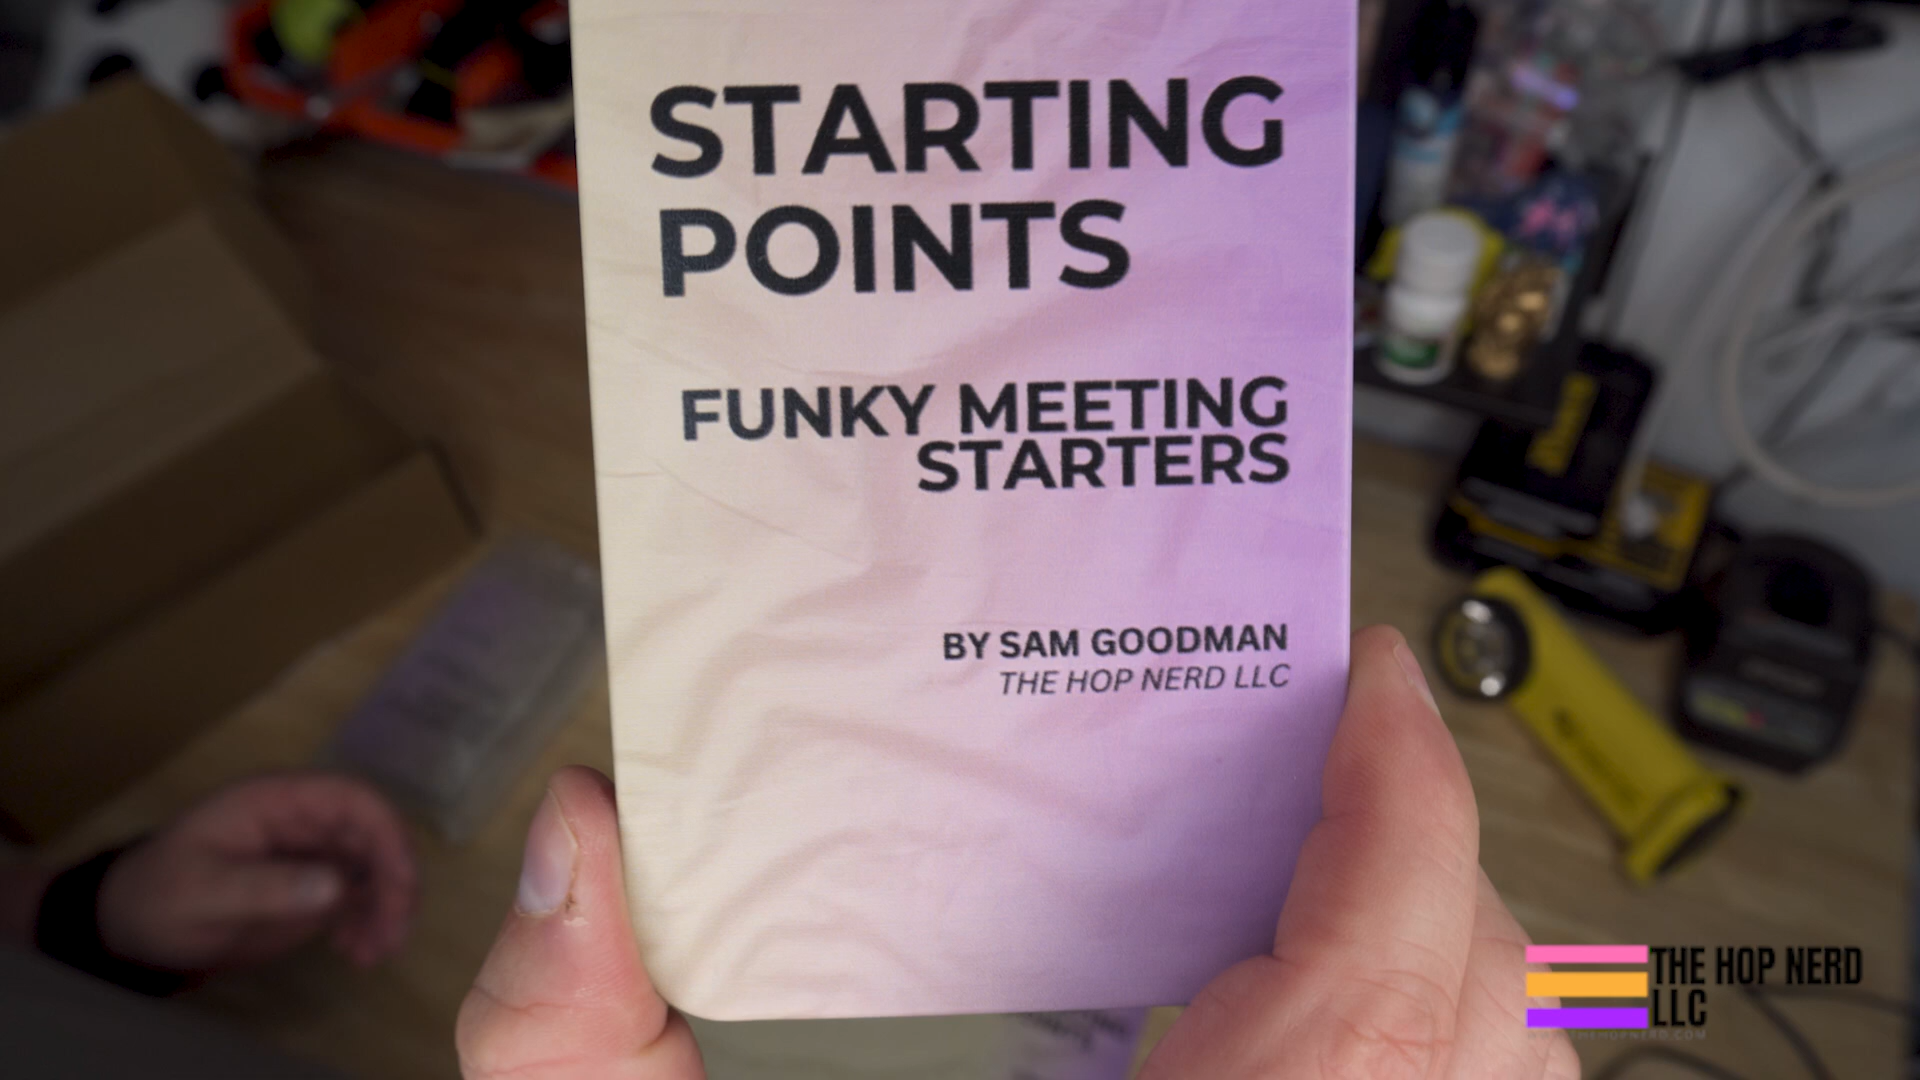 STARTING
POINTS
FUNKY MEETING
STARTERS
BY SAM GOODMAN
THE HOP NERD LLC
THE HOP NERD
LLC